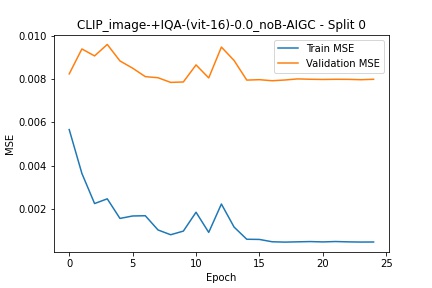 CLIP_image-+IQA-(vit-16)-0.0_noB-AIGC - Split 0
0.010
0.008
0.006
0.004
0.002
MSE
Train MSE
Validation MSE
0 5 10 15 20 25
Epoch